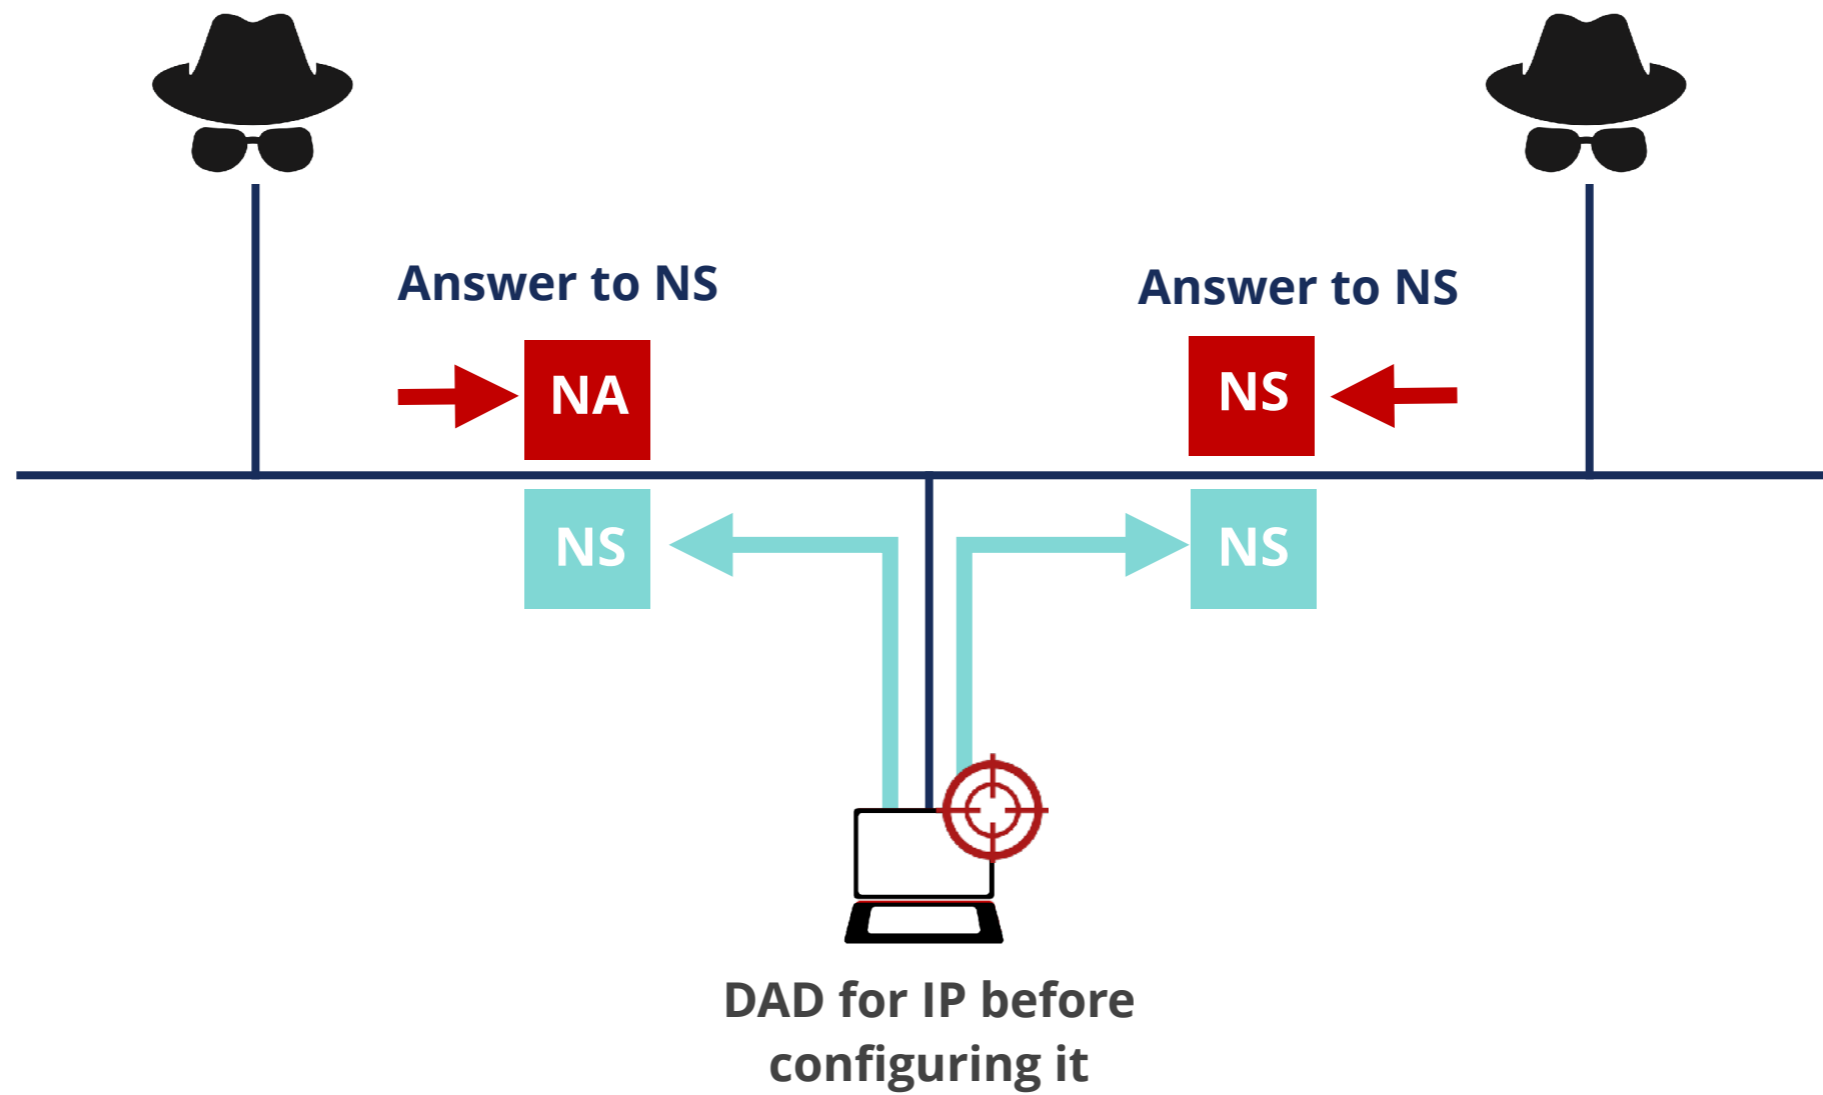 Answer to NS
Answer to NS
NA
NS
NS
NS
DAD for IP before
configuring it